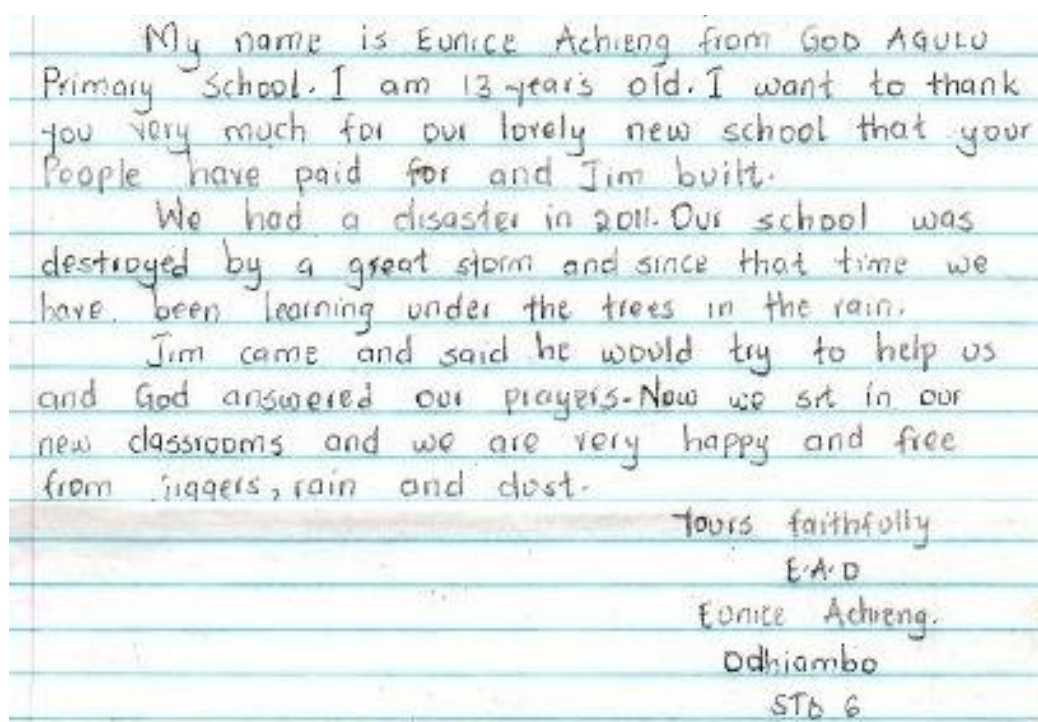 My name is Eunice Achieng from GOD AGULU
Primary School. I am 13 years old. I want to thank
you very much for our lovely new school that your
People have paid for and Jim built.
We had a disaster in 2011. Our school was
destroyed by a great storm and since that time we
have been learning under the trees in the rain.
Jim came and said he would try to help us
and God answered our prayers. Now we sit in our
new classrooms and we are very happy and free
from jiggers, rain and dust.
Yours faithfully
E.A.D
Eunice Achieng.
Odhiambo
STD 6